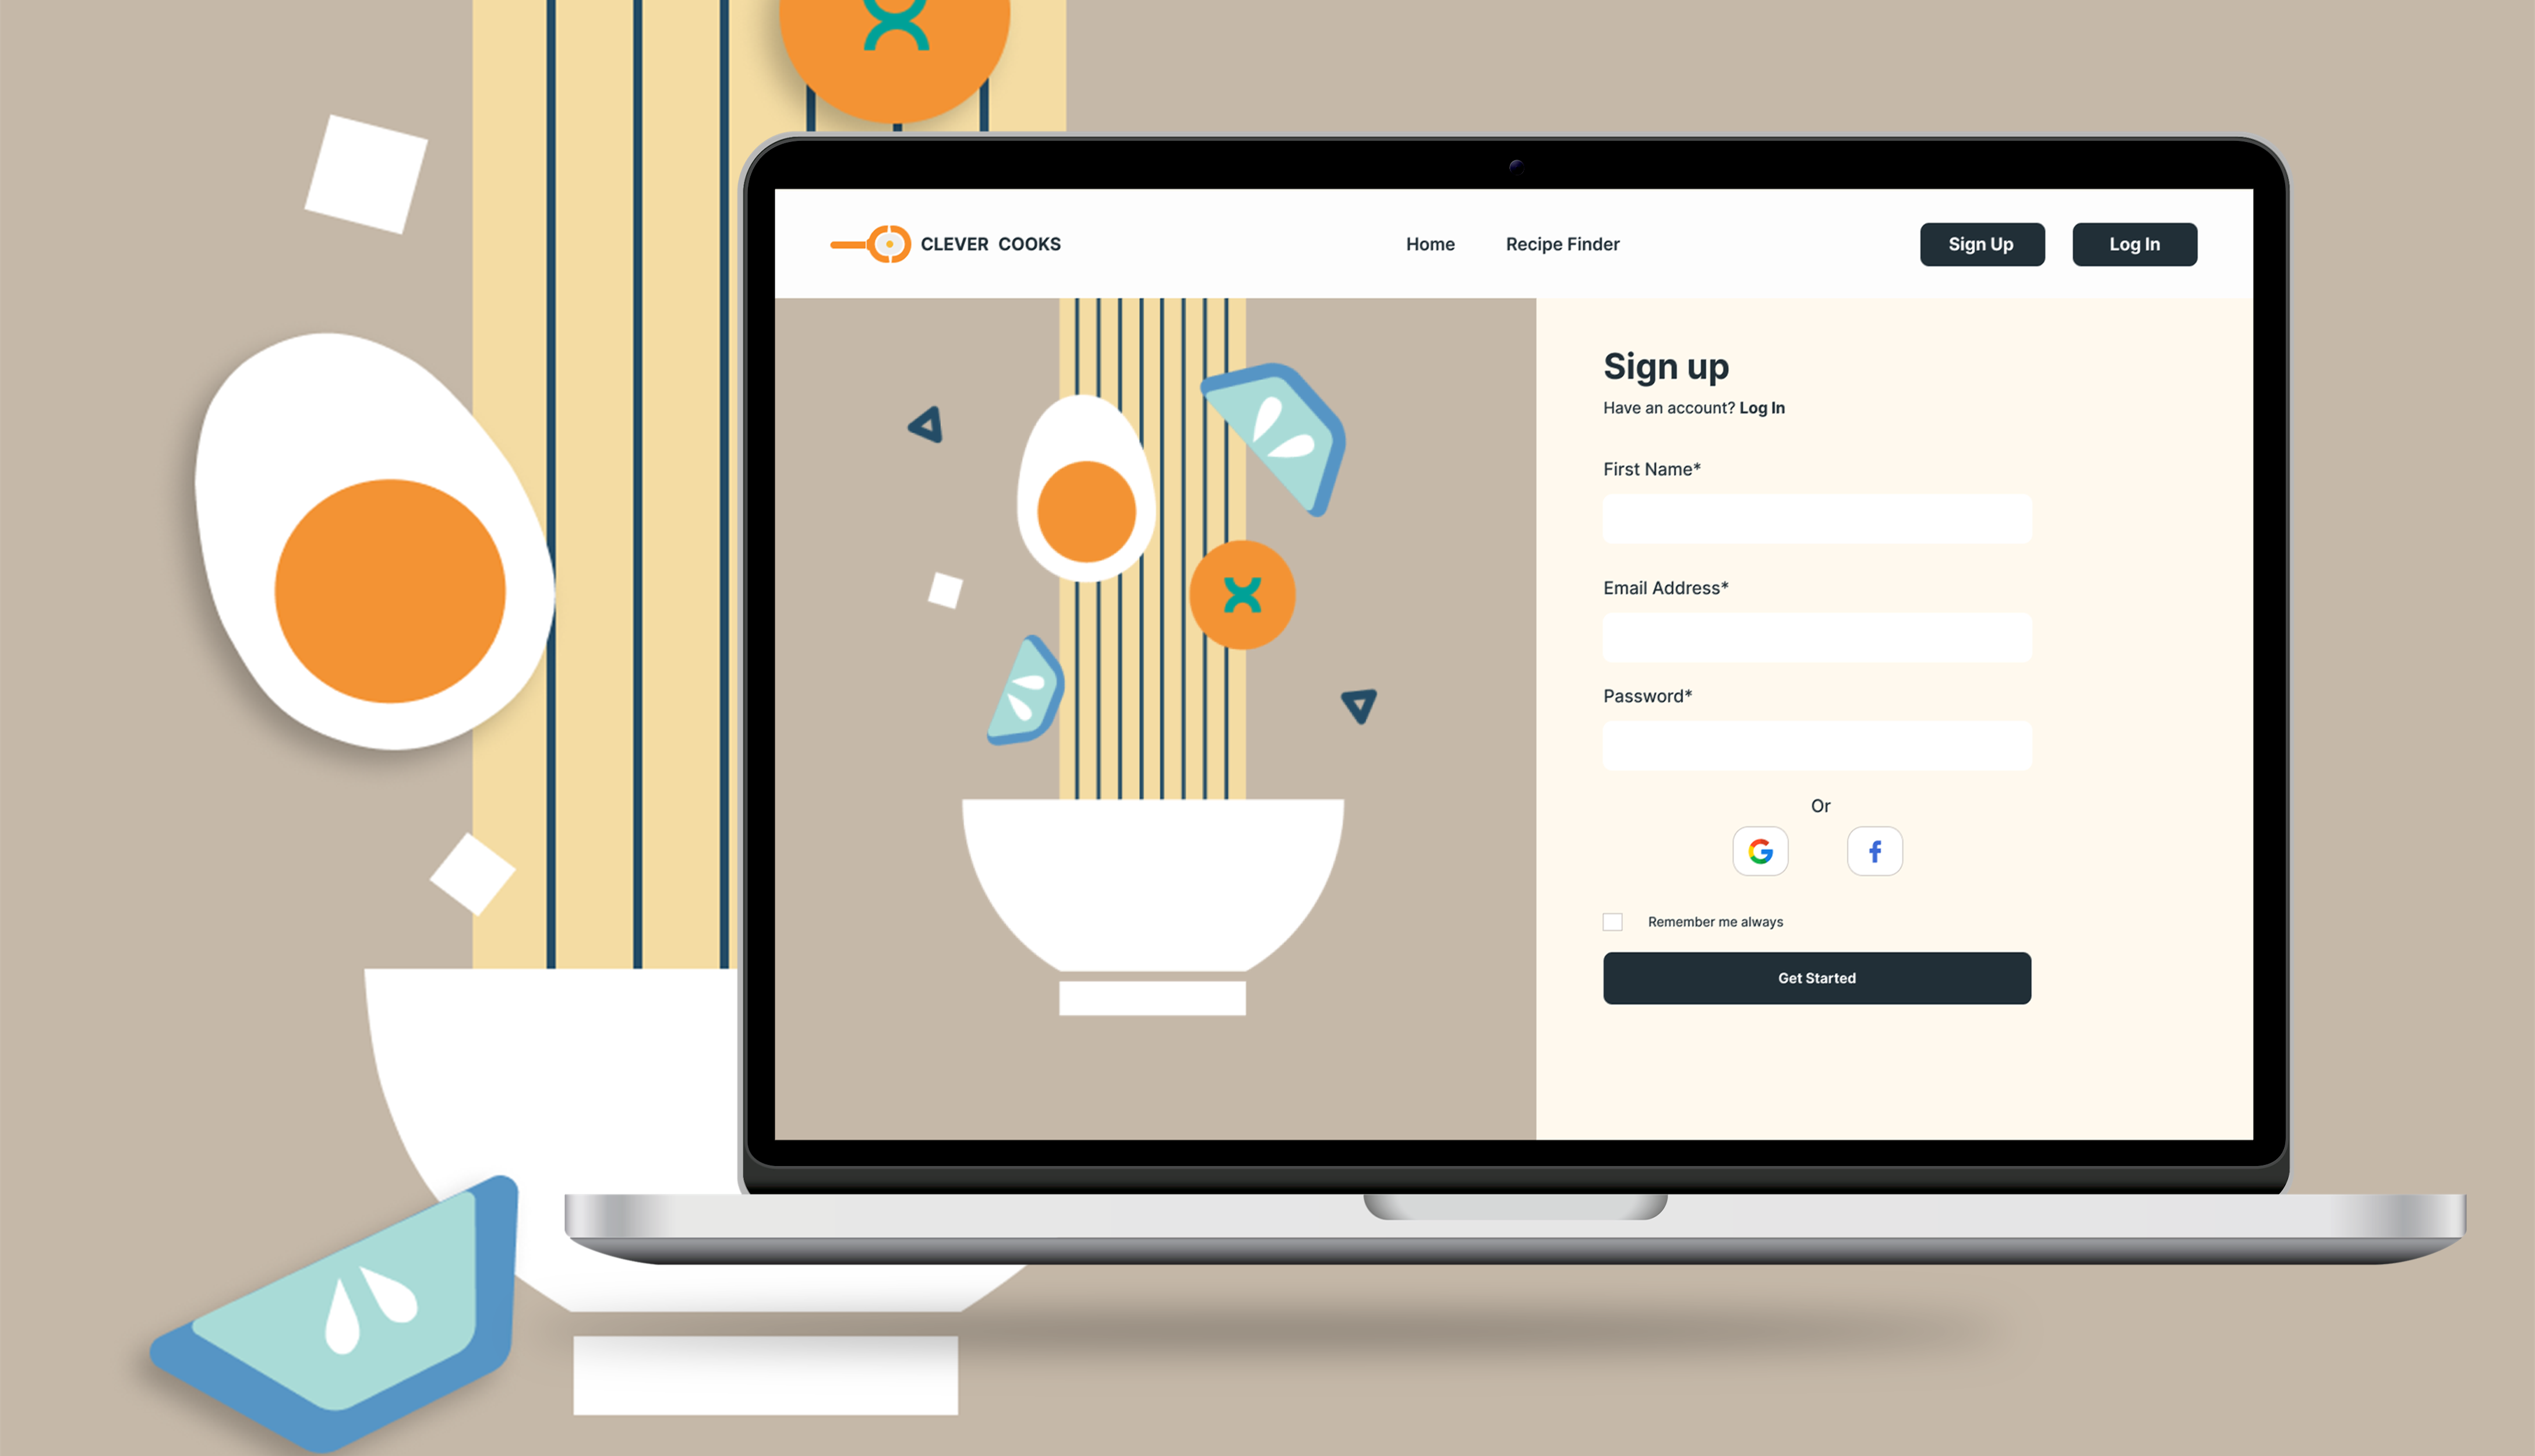 CLEVER COOKS
Home
Recipe Finder
Sign Up
Log In
Sign up
Have an account? Log In
First Name*
Email Address*
Password*
Or
Remember me always
Get Started